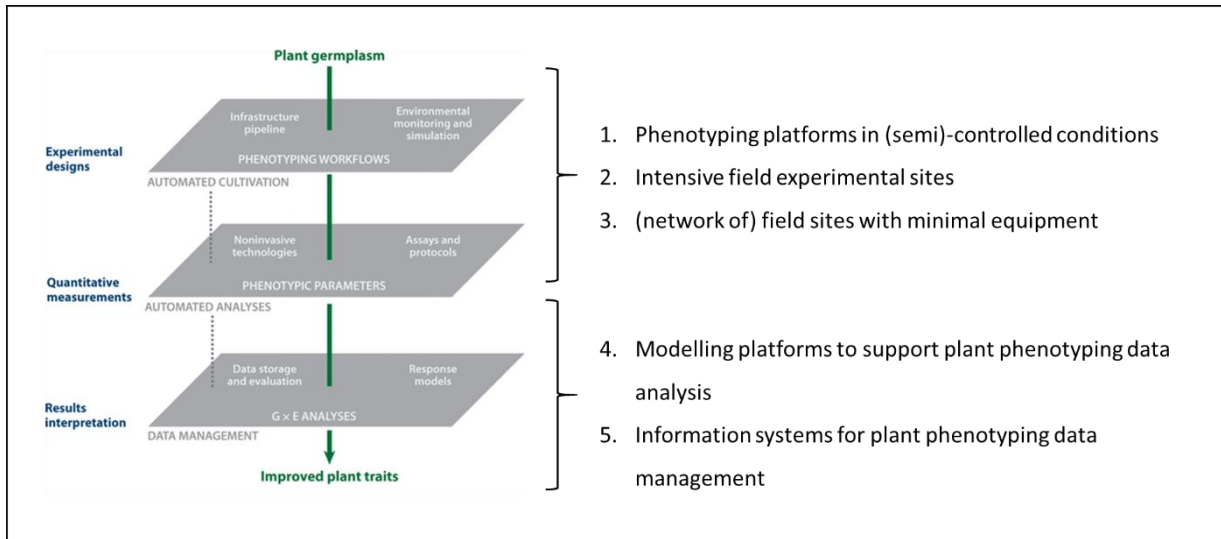 Plant germplasm
Infrastructure
pipeline
Environmental
monitoring and
simulation
Experimental
designs
PHENOTYPING WORKFLOWS
AUTOMATED CULTIVATION
Noninvasive
technologies
Assays and
protocols
Quantitative
measurements
PHENOTYPIC PARAMETERS
AUTOMATED ANALYSES
Data storage
and evaluation
Response
models
Results
interpretation
G × E ANALYSES
DATA MANAGEMENT
Improved plant traits
1. Phenotyping platforms in (semi)-controlled conditions
2. Intensive field experimental sites
3. (network of) field sites with minimal equipment
4. Modelling platforms to support plant phenotyping data
analysis
5. Information systems for plant phenotyping data
management